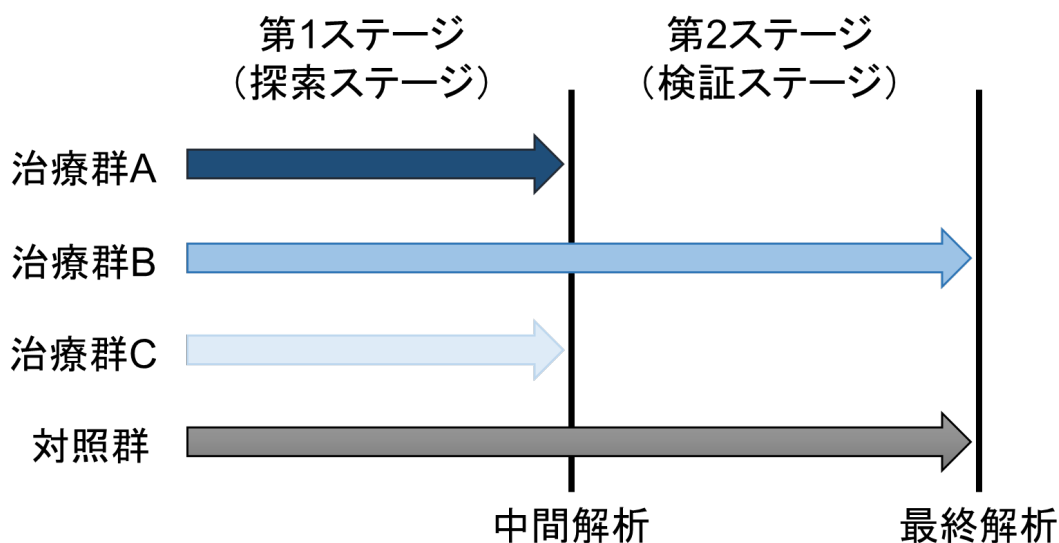 第1ステージ
（探索ステージ）
第2ステージ
（検証ステージ）
治療群A
治療群B
治療群C
対照群
中間解析
最終解析